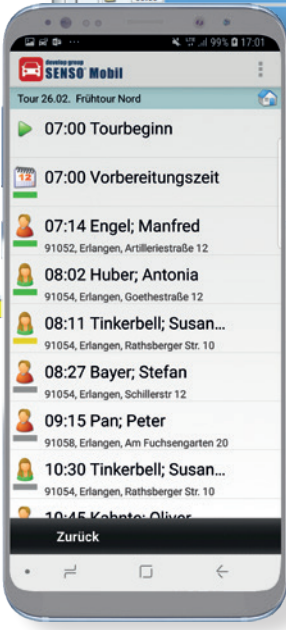 99% 17:01
develop group
SENSO Mobil
Tour 26.02. Frühtour Nord
07:00 Tourbeginn
12
07:00 Vorbereitungszeit
07:14 Engel; Manfred
91052, Erlangen, Artilleriestraße 12
08:02 Huber; Antonia
91054, Erlangen, Goethestraße 12
08:11 Tinkerbell; Susan...
91054, Erlangen, Rathsberger Str. 10
08:27 Bayer; Stefan
91054, Erlangen, Schillerstr 12
09:15 Pan; Peter
91058, Erlangen, Am Fuchsengarten 20
10:30 Tinkerbell; Susan...
91054, Erlangen, Rathsberger Str. 10
10:45 Oliver
Zurück